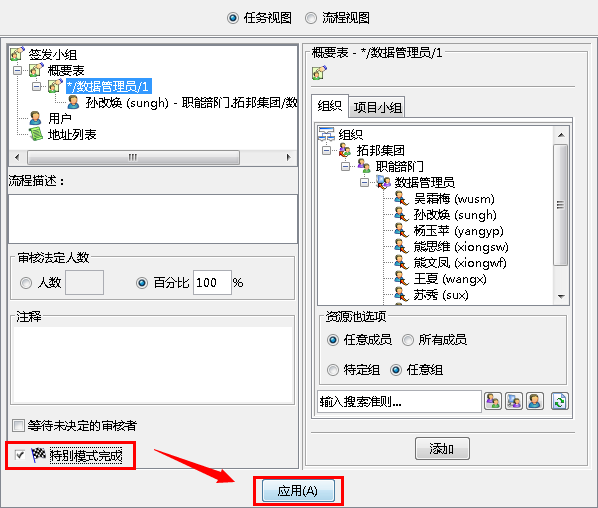 任务视图 流程视图
签发小组
概要表
*/数据管理员/1
孙改焕 (sungh) - 职能部门.拓邦集团/数
用户
地址列表
流程描述：
审核法定人数
人数 百分比 100 %
注释
等待未决定的审核者
特别模式完成
概要表 - */数据管理员/1
组织 项目小组
组织
拓邦集团
职能部门
数据管理员
吴霜梅 (wusm)
孙改焕 (sungh)
杨玉苹 (yangyp)
熊思维 (xiongsw)
熊文凤 (xiongwf)
王夏 (wangx)
苏秀 (sux)
资源池选项
任意成员 所有成员
特定组 任意组
输入搜索准则...
添加
应用(A)